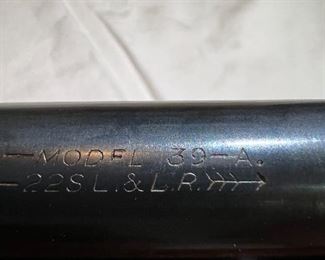 — MODEL 39-A.
— .22 S.L. & L.R.